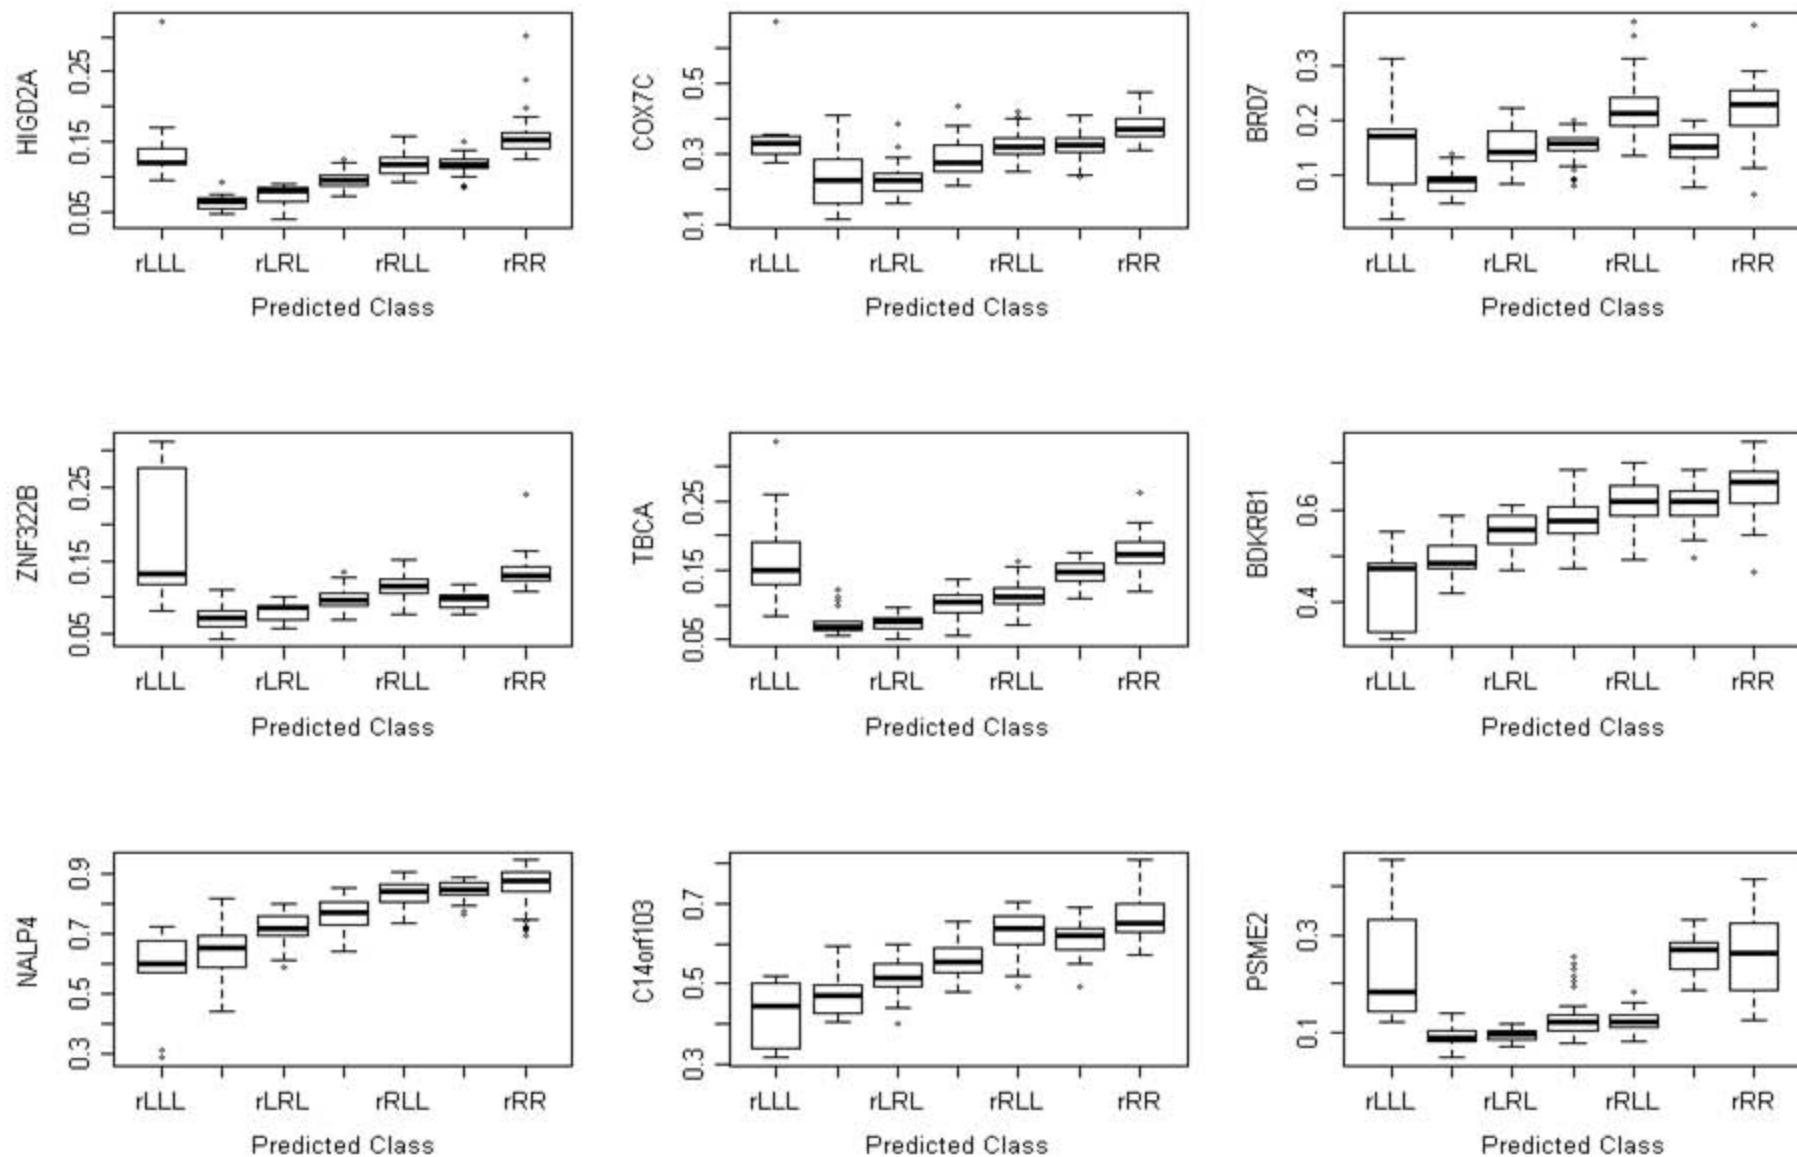 HIGD2A
0.05 0.15 0.25
rLLL rLRL rRLL rRR
Predicted Class
COX7C
0.1 0.3 0.5
rLLL rLRL rRLL rRR
Predicted Class
BRD7
0.1 0.2 0.3
rLLL rLRL rRLL rRR
Predicted Class
ZNF322B
0.05 0.15 0.25
rLLL rLRL rRLL rRR
Predicted Class
TBCA
0.05 0.15 0.25
rLLL rLRL rRLL rRR
Predicted Class
BDKRB1
0.4 0.6
rLLL rLRL rRLL rRR
Predicted Class
NALP4
0.3 0.5 0.7 0.9
rLLL rLRL rRLL rRR
Predicted Class
C14orf103
0.3 0.5 0.7
rLLL rLRL rRLL rRR
Predicted Class
PSME2
0.1 0.3
rLLL rLRL rRLL rRR
Predicted Class